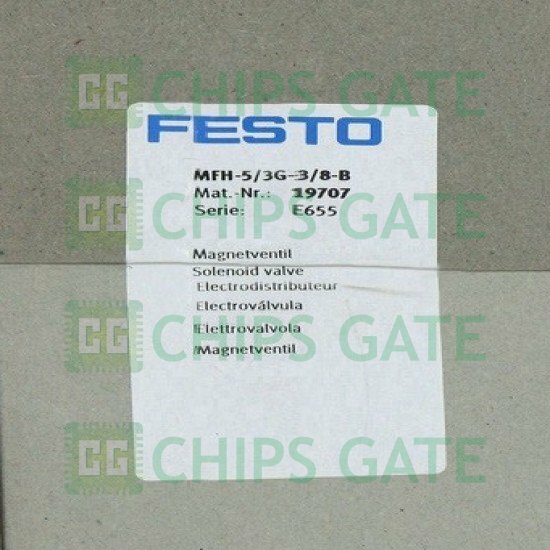 CG CHIPS GATE
FESTO
MFH-5/3G-3/8-B
Mat.-Nr.: 19707
Serie: E655
CG CHIPS GATE
Magnetventil
Solenoid valve
Electrodistributeur
Electroválvula
Elettrovalvola
Magnetventil
CG CHIPS GATE
CG CHIPS GATE